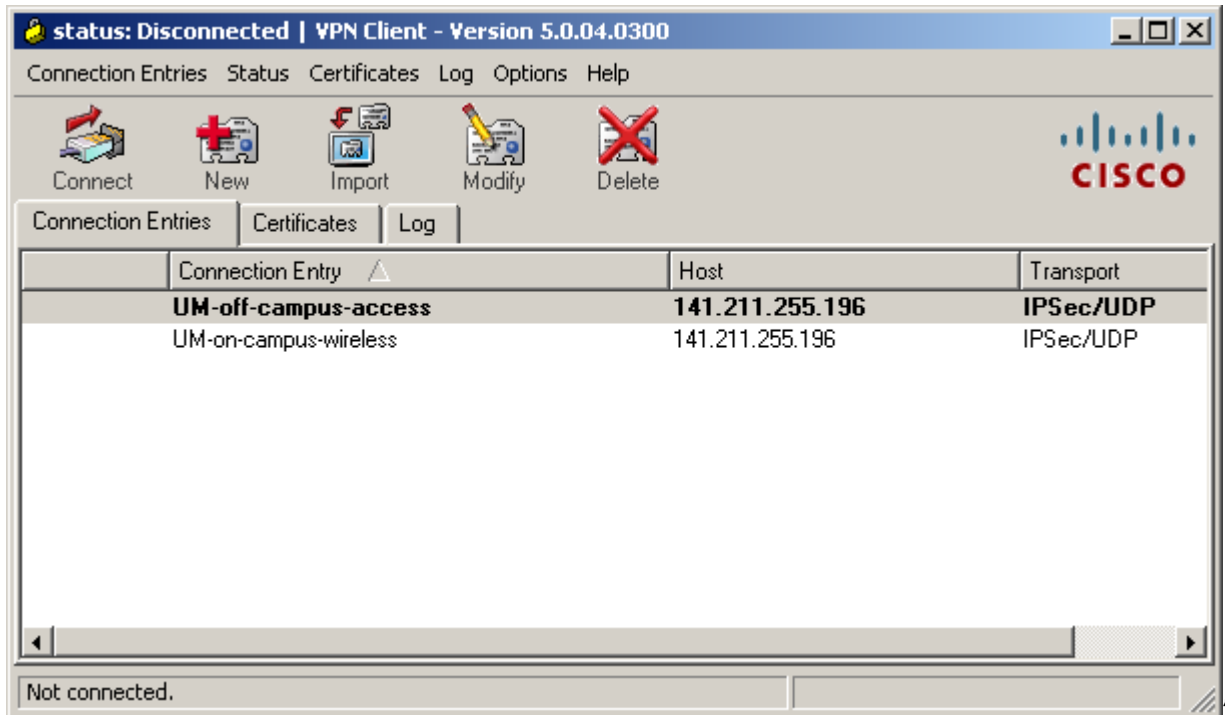 status: Disconnected | VPN Client - Version 5.0.04.0300
Connection Entries Status Certificates Log Options Help
Connect New Import Modify Delete
CISCO
Connection Entries Certificates Log
Connection Entry Host Transport
UM-off-campus-access 141.211.255.196 IPSec/UDP
UM-on-campus-wireless 141.211.255.196 IPSec/UDP
Not connected.